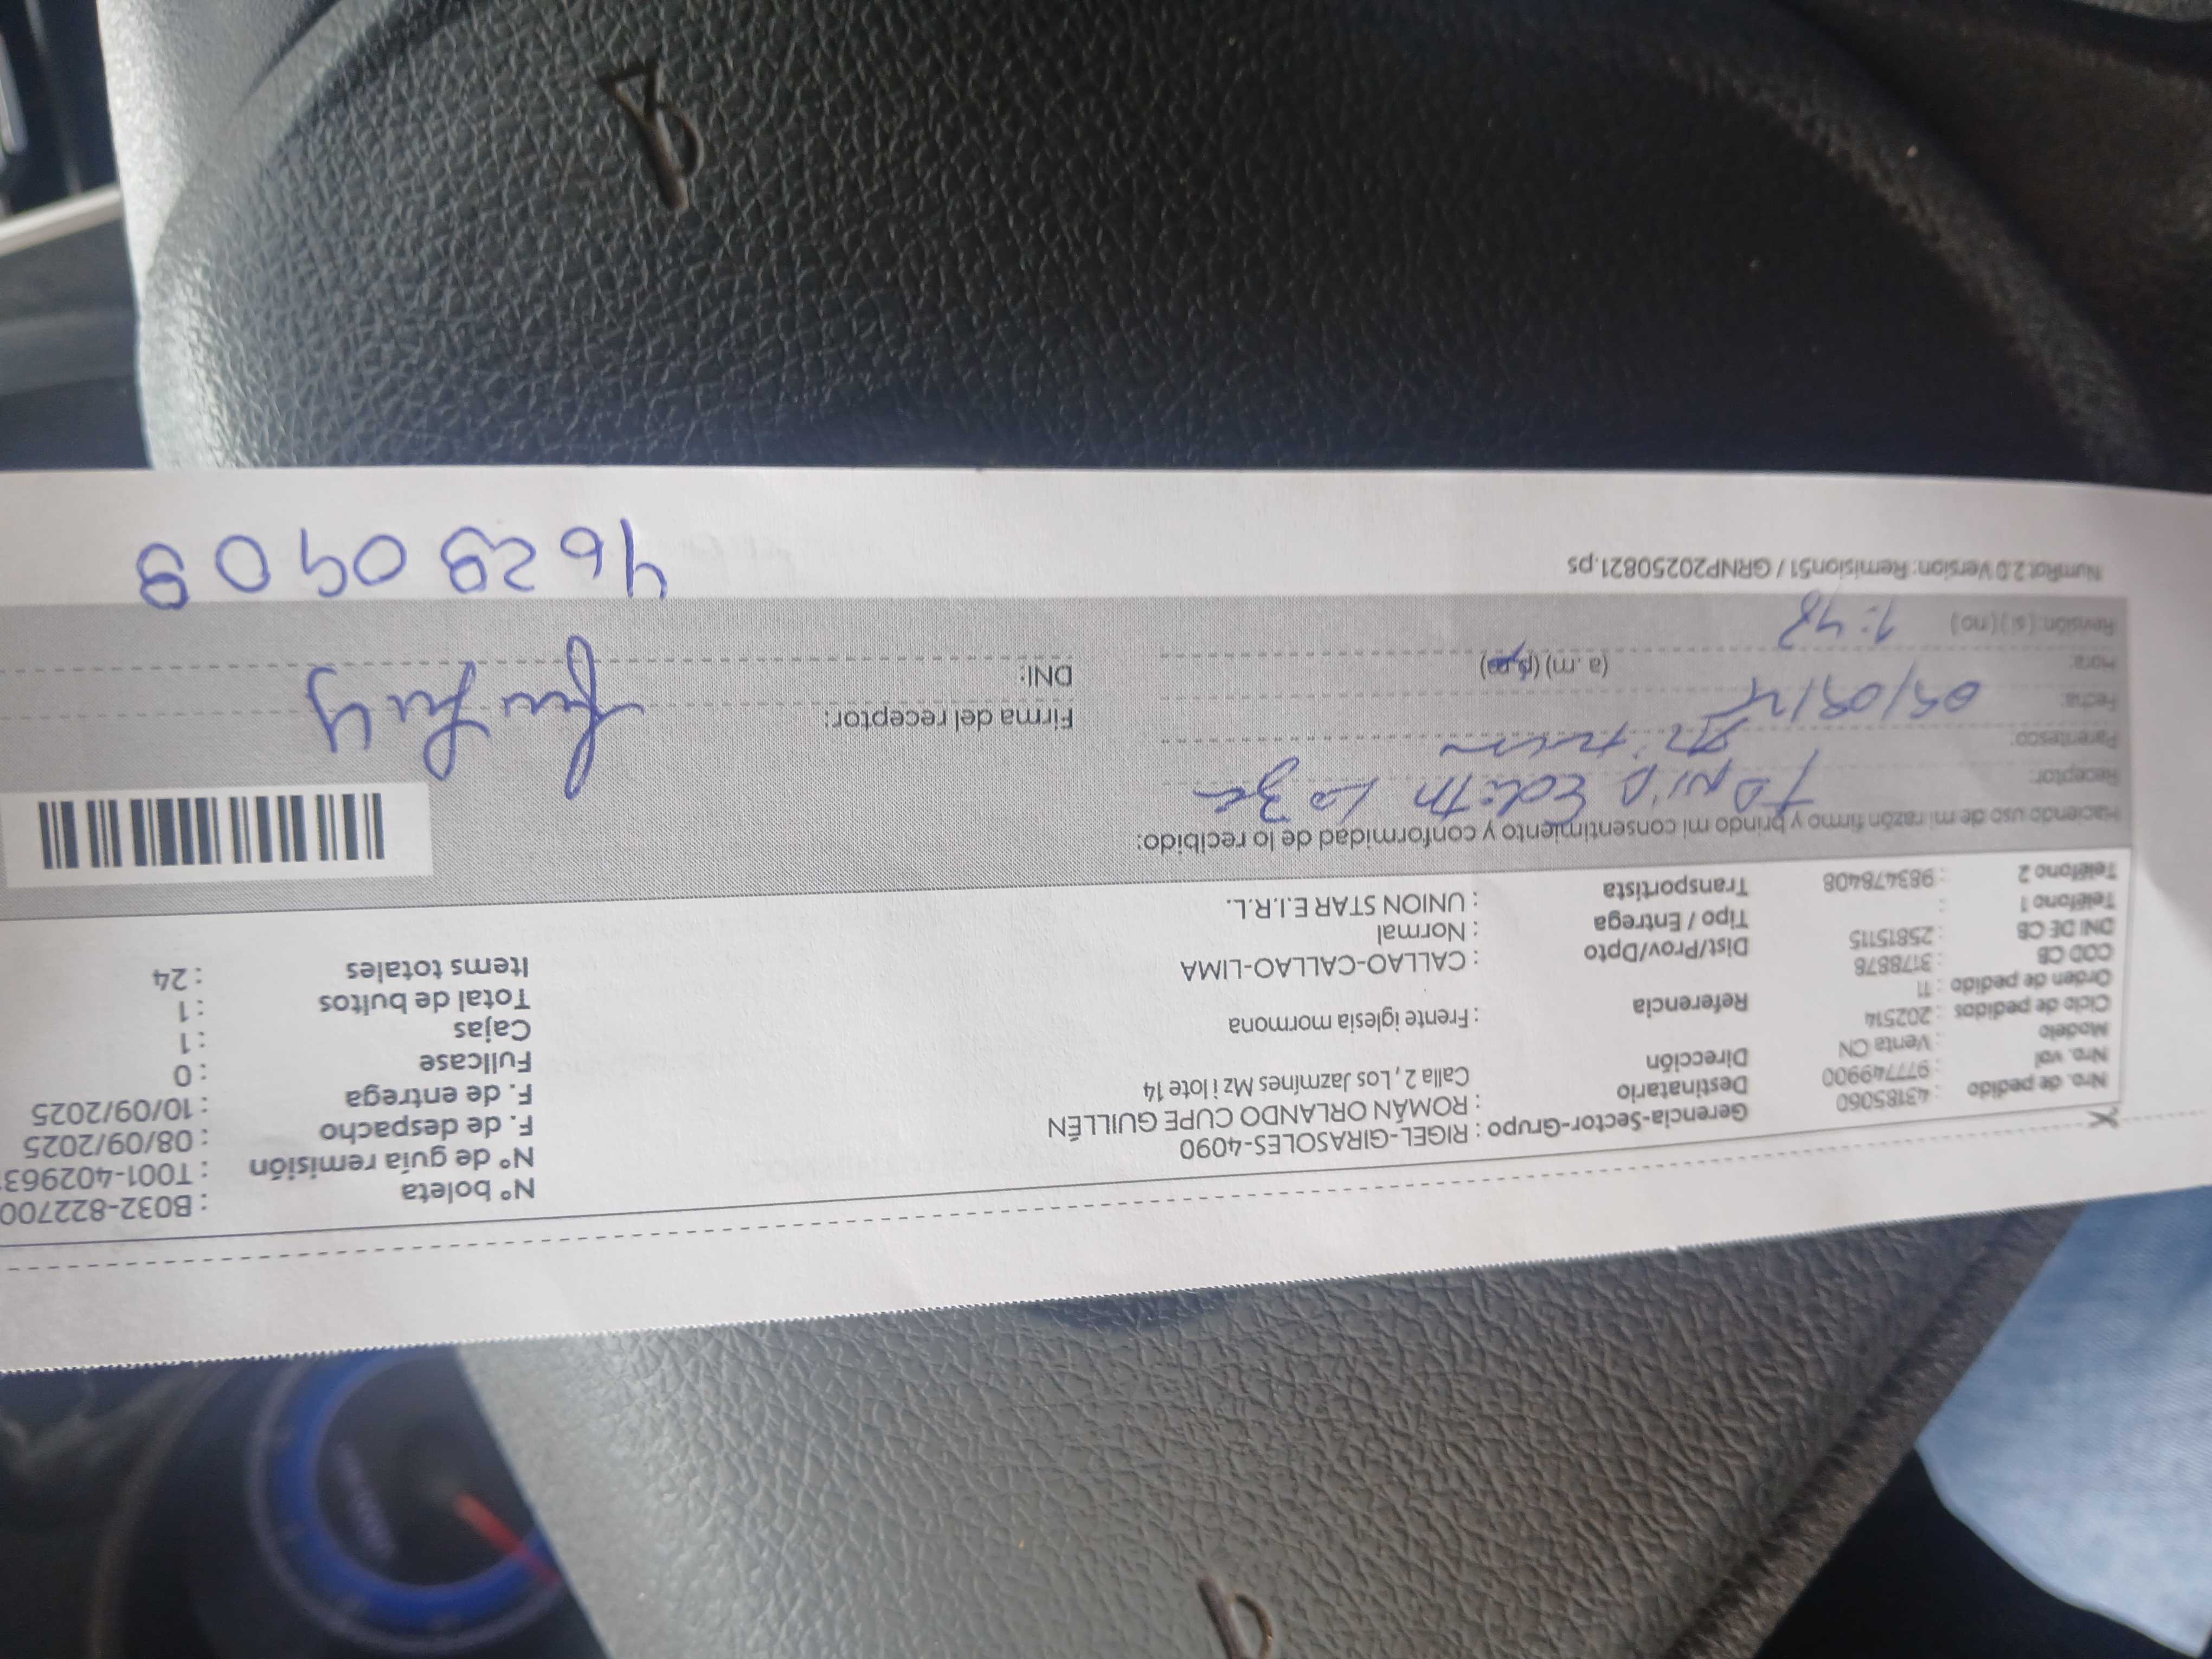 Nro. de pedido : 43185060
Nro. val : 977749900
Modelo : Venta CN
Ciclo de pedidos : 202514
Orden de pedido : 11
COD CB : 3178878
DNI DE CB : 25815115
Teléfono 1 :
Teléfono 2 : 983478408
Gerencia-Sector-Grupo : RIGEL-GIRASOLES-4090
Destinatario : ROMÁN ORLANDO CUPE GUILLÉN
Dirección Calla 2 , Los Jazmínes Mz i lote 14
Referencia : Frente iglesia mormona
Dist/Prov/Dpto : CALLAO-CALLAO-LIMA
Tipo / Entrega : Normal
Transportista : UNION STAR E.I.R.L.
N° boleta : B032-822700
N° de guía remisión : T001-402963
F. de despacho : 08/09/2025
F. de entrega : 10/09/2025
Fullcase : 0
Cajas : 1
Total de bultos : 1
Items totales : 24
Haciendo uso de mi razón firmo y brindo mi consentimiento y conformidad de lo recibido:
Receptor: Edith
Parentesco:
Fecha:
Hora: (a. m) (p.m)
Revisión: (si) (no) 1:48
Firma del receptor:
DNI:
NumRot 2.0 Version: Remision51 / GRNP20250821.ps